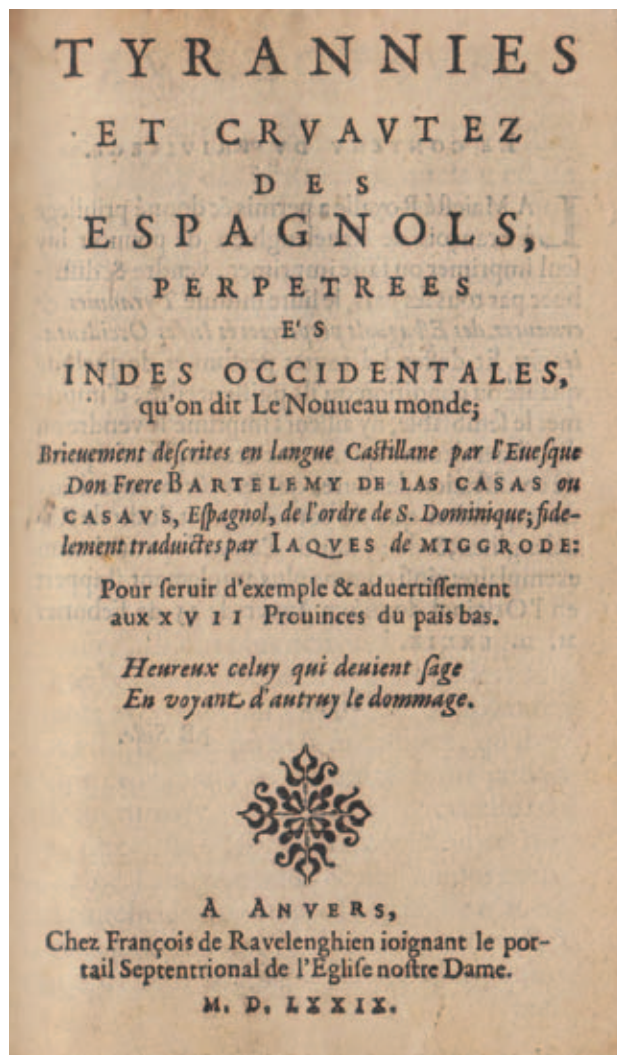 TYRANNIES
ET CRVAVTEZ
DES
ESPAGNOLS,
PERPETREES
E'S
INDES OCCIDENTALES,
qu'on dit Le Nouueau monde;
Brieuement deſcrites en langue Caſtillane par l'Eueſque
Don Frere BARTELEMY DE LAS CASAS ou
CASAVS, Eſpagnol, de l'ordre de S. Dominique; fide-
lement traduictes par IAQVES de MIGGRODE:
Pour ſeruir d'exemple & aduertiſſement
aux XVII Prouinces du païs bas.
Heureux celuy qui deuient ſage
En voyant d'autruy le dommage.
A ANVERS,
Chez François de Ravelenghien ioignant le por-
tail Septentrional de l'Egliſe noſtre Dame.
M. D. LXXIX.